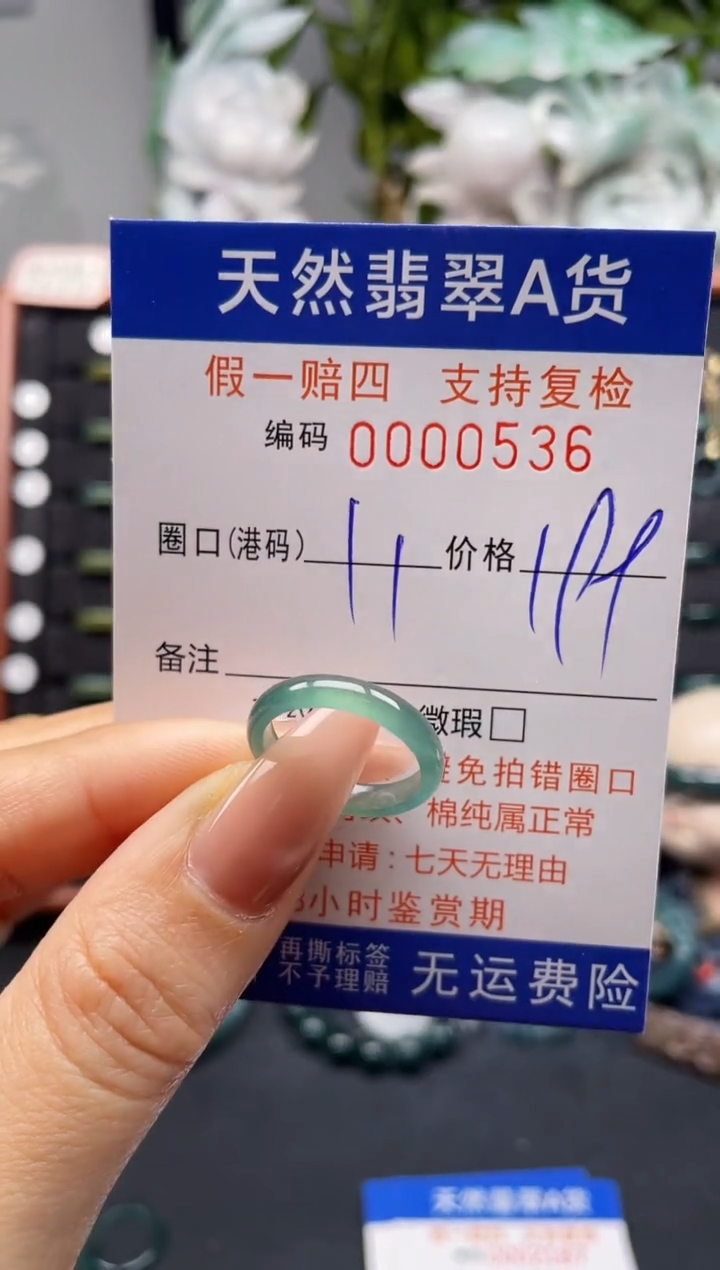 天然翡翠A货
假一赔四 支持复检
编码 0000536
圈口(港码) 11 价格
备注
微瑕□
免拍错圈口
、棉纯属正常
申请:七天无理由
小时鉴赏期
再撕标签
不予理赔
无运费险
天然翡翠A货